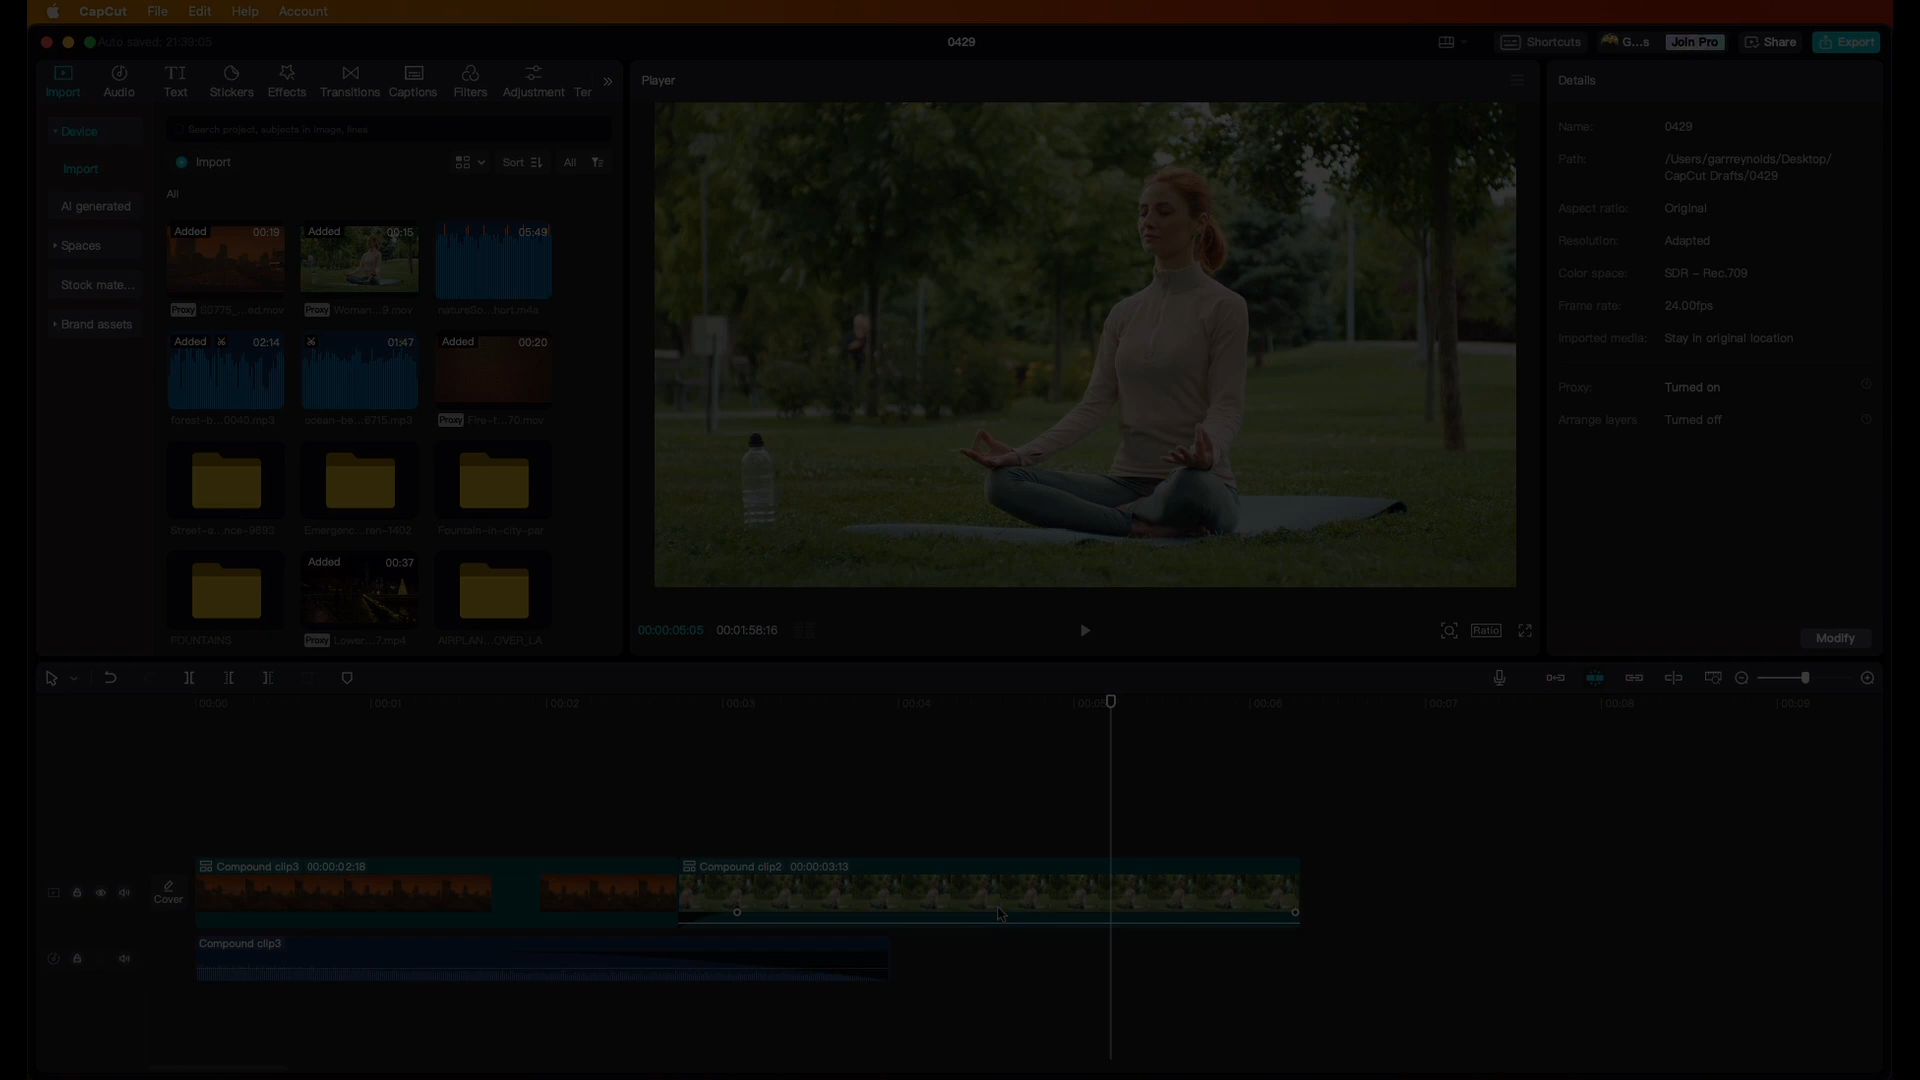 CapCut File Edit Help Account
Auto saved: 21:39:05
0429
Shortcuts
G...s
Join Pro
Share
Export
Import
Audio
Text
Stickers
Effects
Transitions
Captions
Filters
Adjustment
Ter
Device
Import
AI generated
Spaces
Stock mate...
Brand assets
Search project, subjects in image, lines
Import
Sort
All
All
Added 00:19
Added 00:15
05:49
Proxy 60775_...ed.mov
Proxy Woman...9.mov
natureSo...hort.m4a
Added 02:14
01:47
Added 00:20
forest-b...0040.mp3
ocean-be...6715.mp3
Proxy Fire-t...70.mov
Street-a...nce-9693
Emergenc...ren-1402
Fountain-in-city-par
Added 00:37
FOUNTAINS
Proxy Lower...7.mp4
AIRPLAN...OVER_LA
Player
00:00:05:05 00:01:58:16
Ratio
Details
Name: 0429
Path: /Users/garrreynolds/Desktop/
CapCut Drafts/0429
Aspect ratio: Original
Resolution: Adapted
Color space: SDR - Rec.709
Frame rate: 24.00fps
Imported media: Stay in original location
Proxy: Turned on
Arrange layers Turned off
Modify
00:00 00:01 00:02 00:03 00:04 00:05 00:06 00:07 00:08 00:09
Compound clip3 00:00:02:18
Compound clip2 00:00:03:13
Cover
Compound clip3